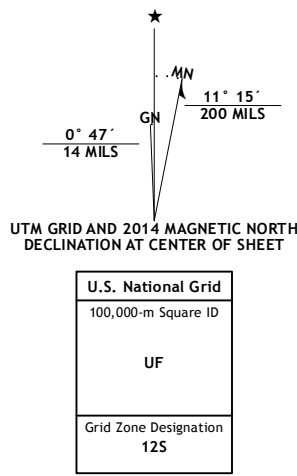 ★
MN
GN
11° 15´
200 MILS
0° 47´
14 MILS
UTM GRID AND 2014 MAGNETIC NORTH
DECLINATION AT CENTER OF SHEET
U.S. National Grid
100,000-m Square ID
UF
Grid Zone Designation
12S